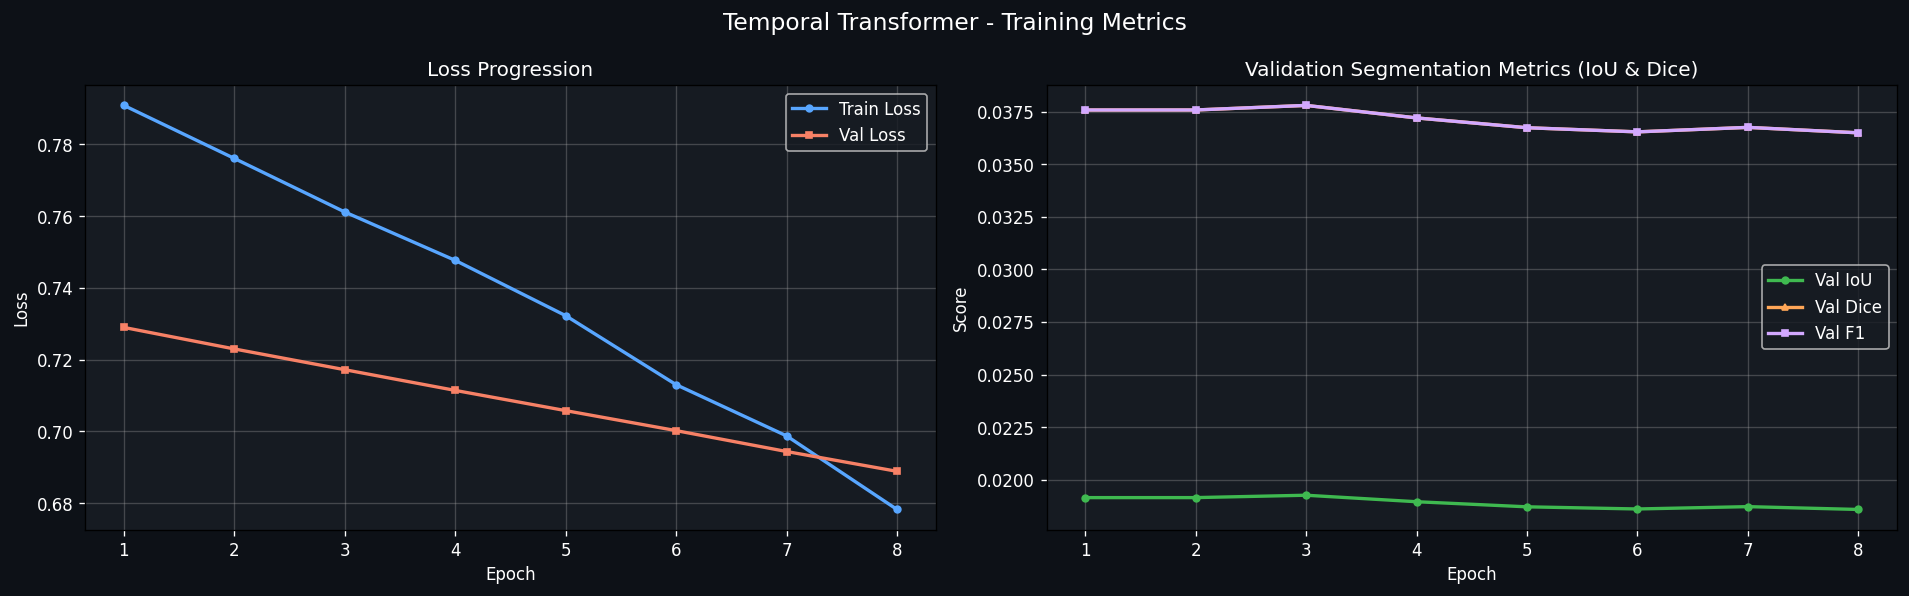 Temporal Transformer - Training Metrics
Loss Progression
Train Loss
Val Loss
0.78
0.76
0.74
0.72
0.70
0.68
Loss
1 2 3 4 5 6 7 8
Epoch
Validation Segmentation Metrics (IoU & Dice)
0.0375
0.0350
0.0325
0.0300
0.0275
0.0250
0.0225
0.0200
Score
Val IoU
Val Dice
Val F1
1 2 3 4 5 6 7 8
Epoch